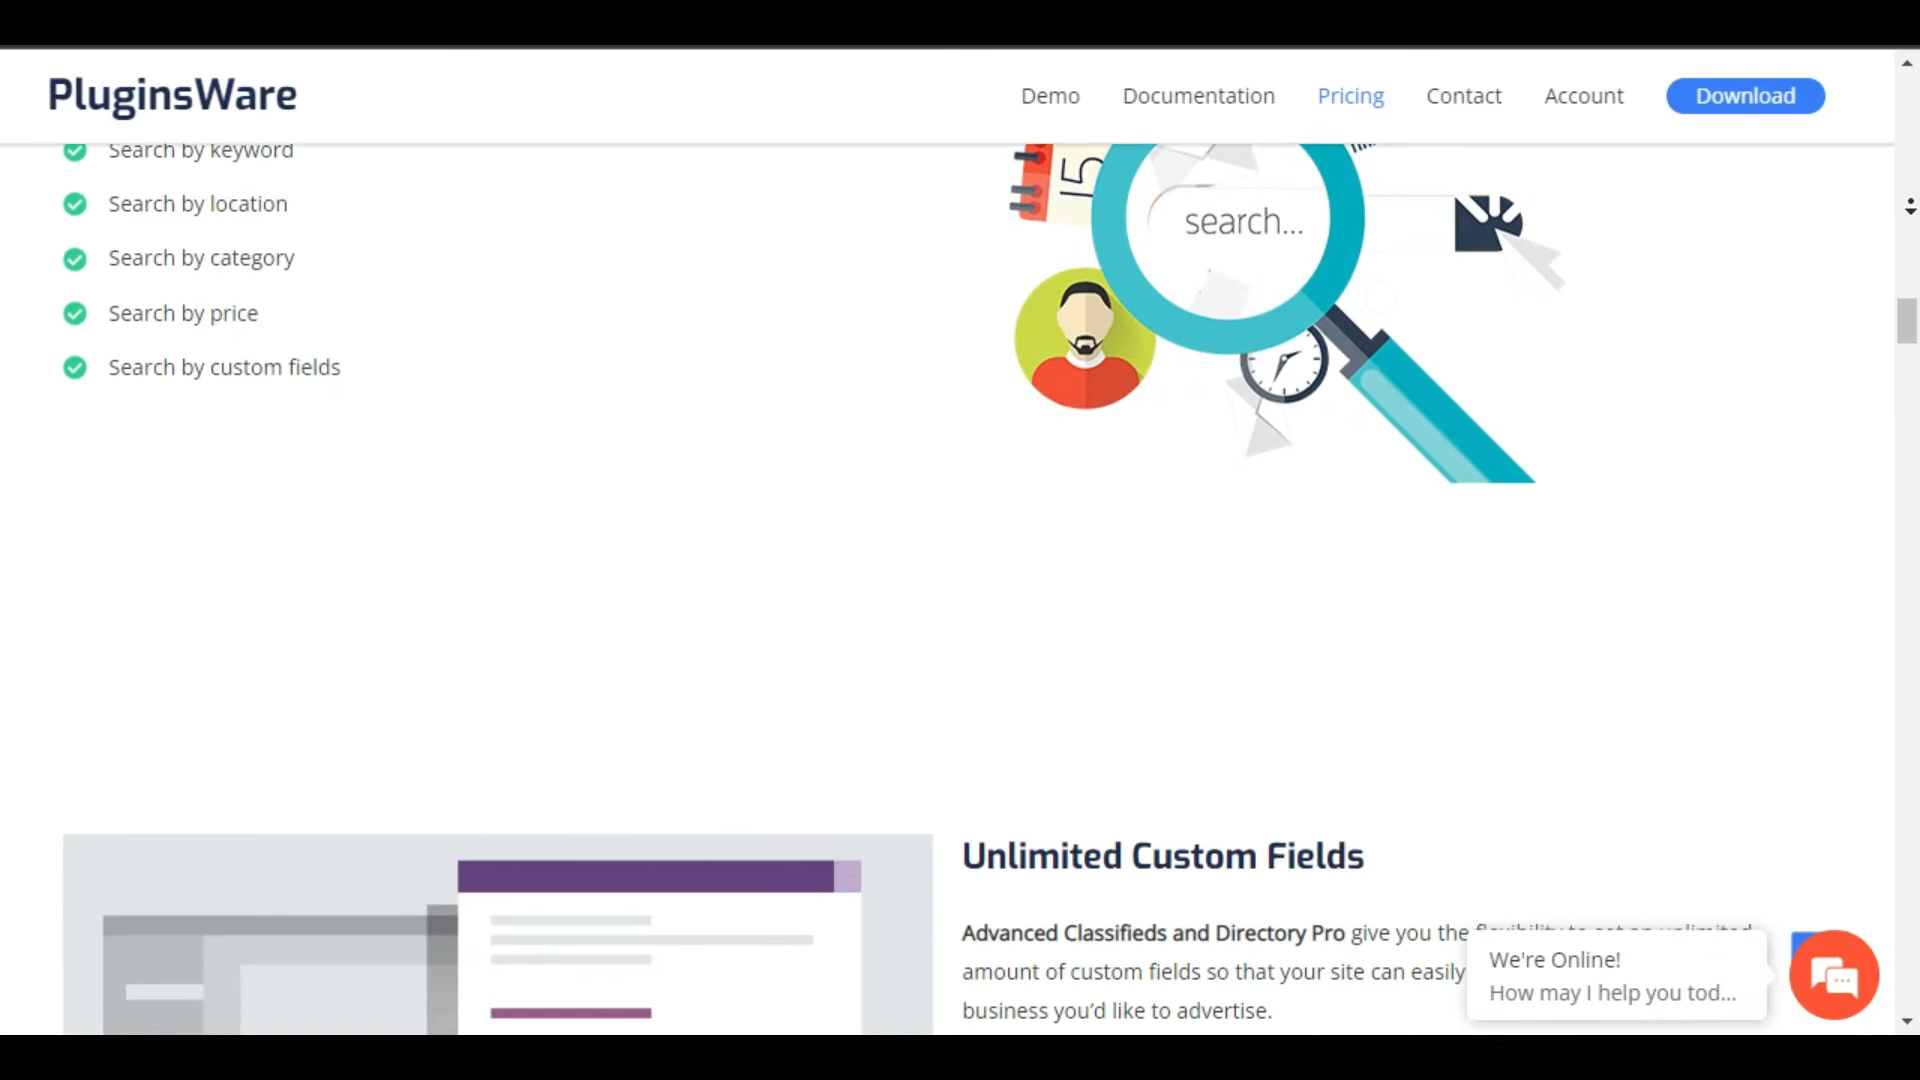 PluginsWare
Demo Documentation Pricing Contact Account Download
Search by keyword
Search by location
Search by category
Search by price
Search by custom fields
15
search...
Unlimited Custom Fields
Advanced Classifieds and Directory Pro give you the
amount of custom fields so that your site can easily
business you'd like to advertise.
We're Online!
How may I help you tod...